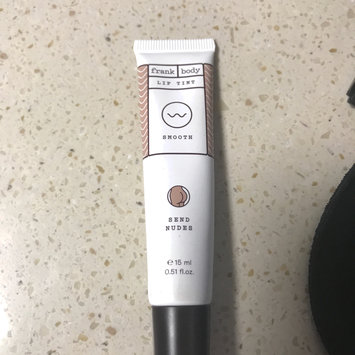 frank body
LIP TINT
SMOOTH
SEND
NUDES
℮ 15 ml
(0.51 fl.oz.